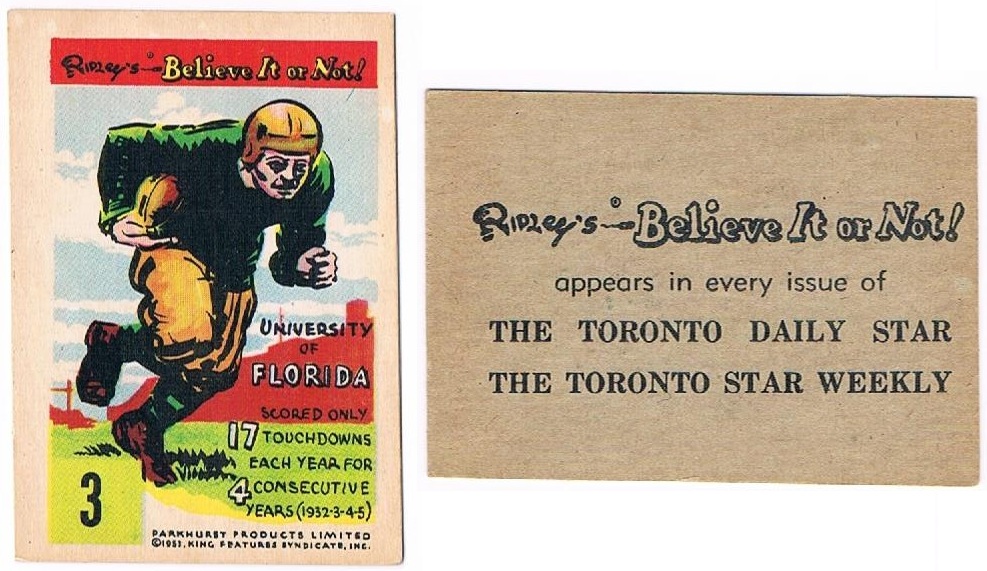 Ripley's Believe It or Not!
UNIVERSITY
OF
FLORIDA
SCORED ONLY
17 TOUCHDOWNS
EACH YEAR FOR
4 CONSECUTIVE
YEARS (1932-3-4-5)
3
PARKHURST PRODUCTS LIMITED
©1951, KING FEATURES SYNDICATE, INC.
Ripley's Believe It or Not!
appears in every issue of
THE TORONTO DAILY STAR
THE TORONTO STAR WEEKLY